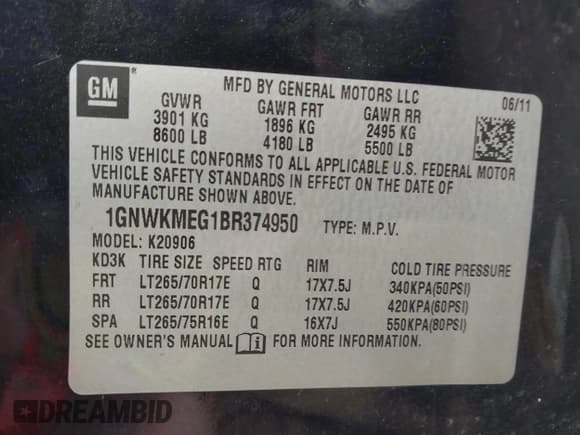 GM®
MFD BY GENERAL MOTORS LLC
06/11
GVWR GAWR FRT GAWR RR
3901 KG 1896 KG 2495 KG
8600 LB 4180 LB 5500 LB
THIS VEHICLE CONFORMS TO ALL APPLICABLE U.S. FEDERAL MOTOR
VEHICLE SAFETY STANDARDS IN EFFECT ON THE DATE OF
MANUFACTURE SHOWN ABOVE.
1GNWKMEG1BR374950 TYPE: M.P.V.
MODEL: K20906
KD3K TIRE SIZE SPEED RTG RIM COLD TIRE PRESSURE
FRT LT265/70R17E Q 17X7.5J 340KPA(50PSI)
RR LT265/70R17E Q 17X7.5J 420KPA(60PSI)
SPA LT265/75R16E Q 16X7J 550KPA(80PSI)
SEE OWNER'S MANUAL FOR MORE INFORMATION.
DREAMBID